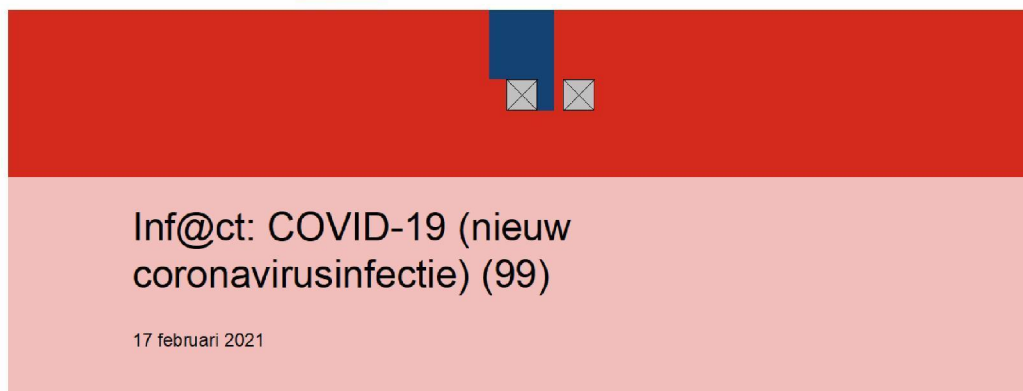 Inf@ct: COVID-19 (nieuw
coronavirusinfectie) (99)
17 februari 2021